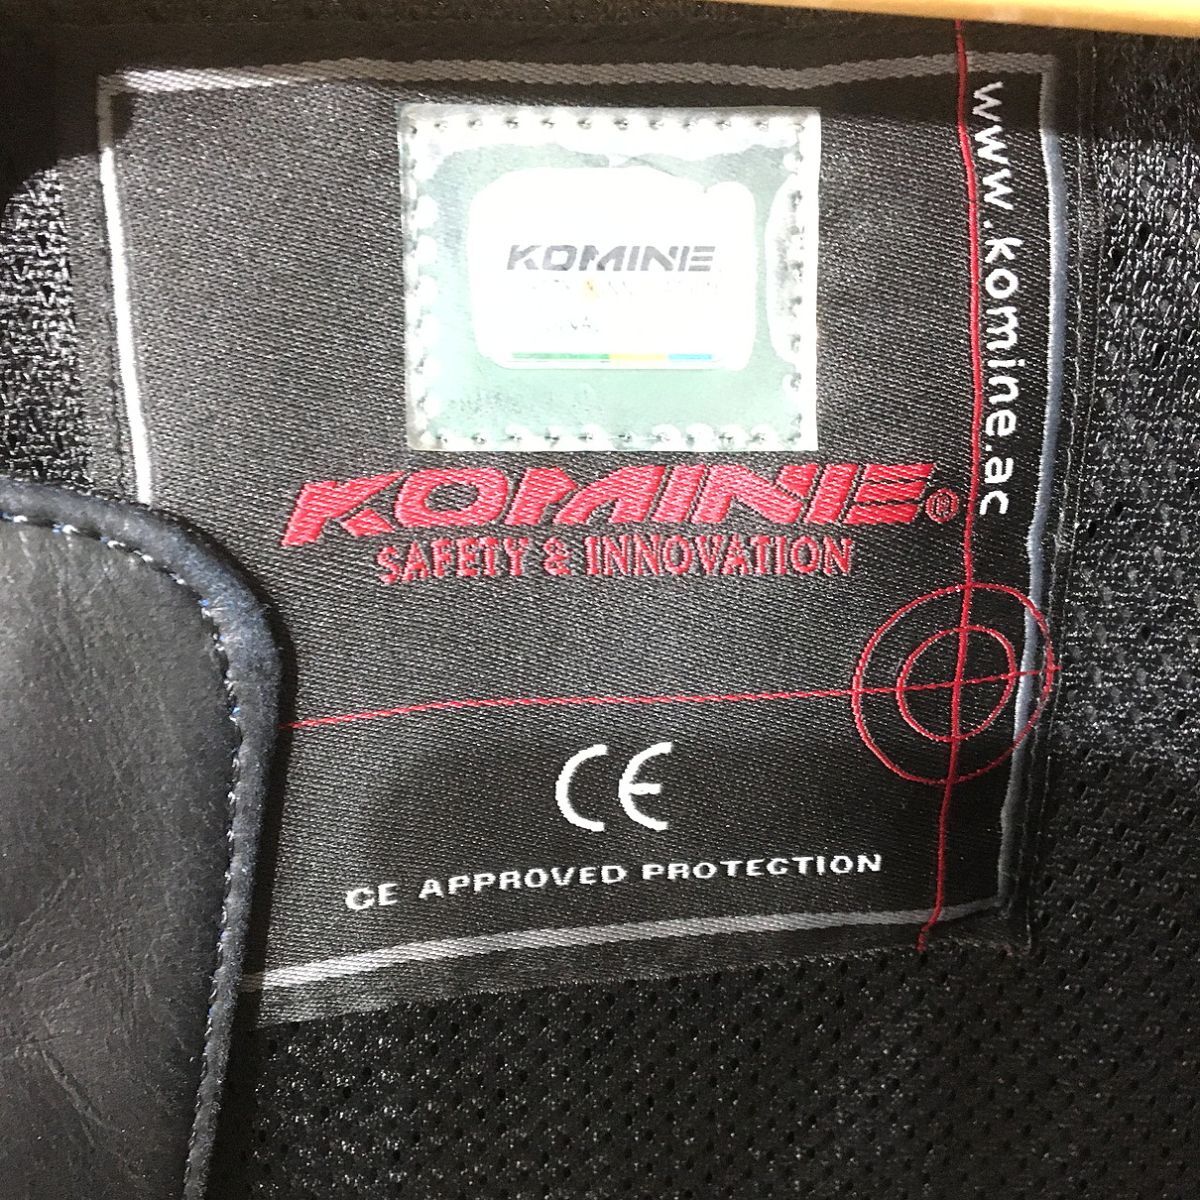 KOMINE
www.komine.ac
KOMINE®
SAFETY & INNOVATION
CE
CE APPROVED PROTECTION